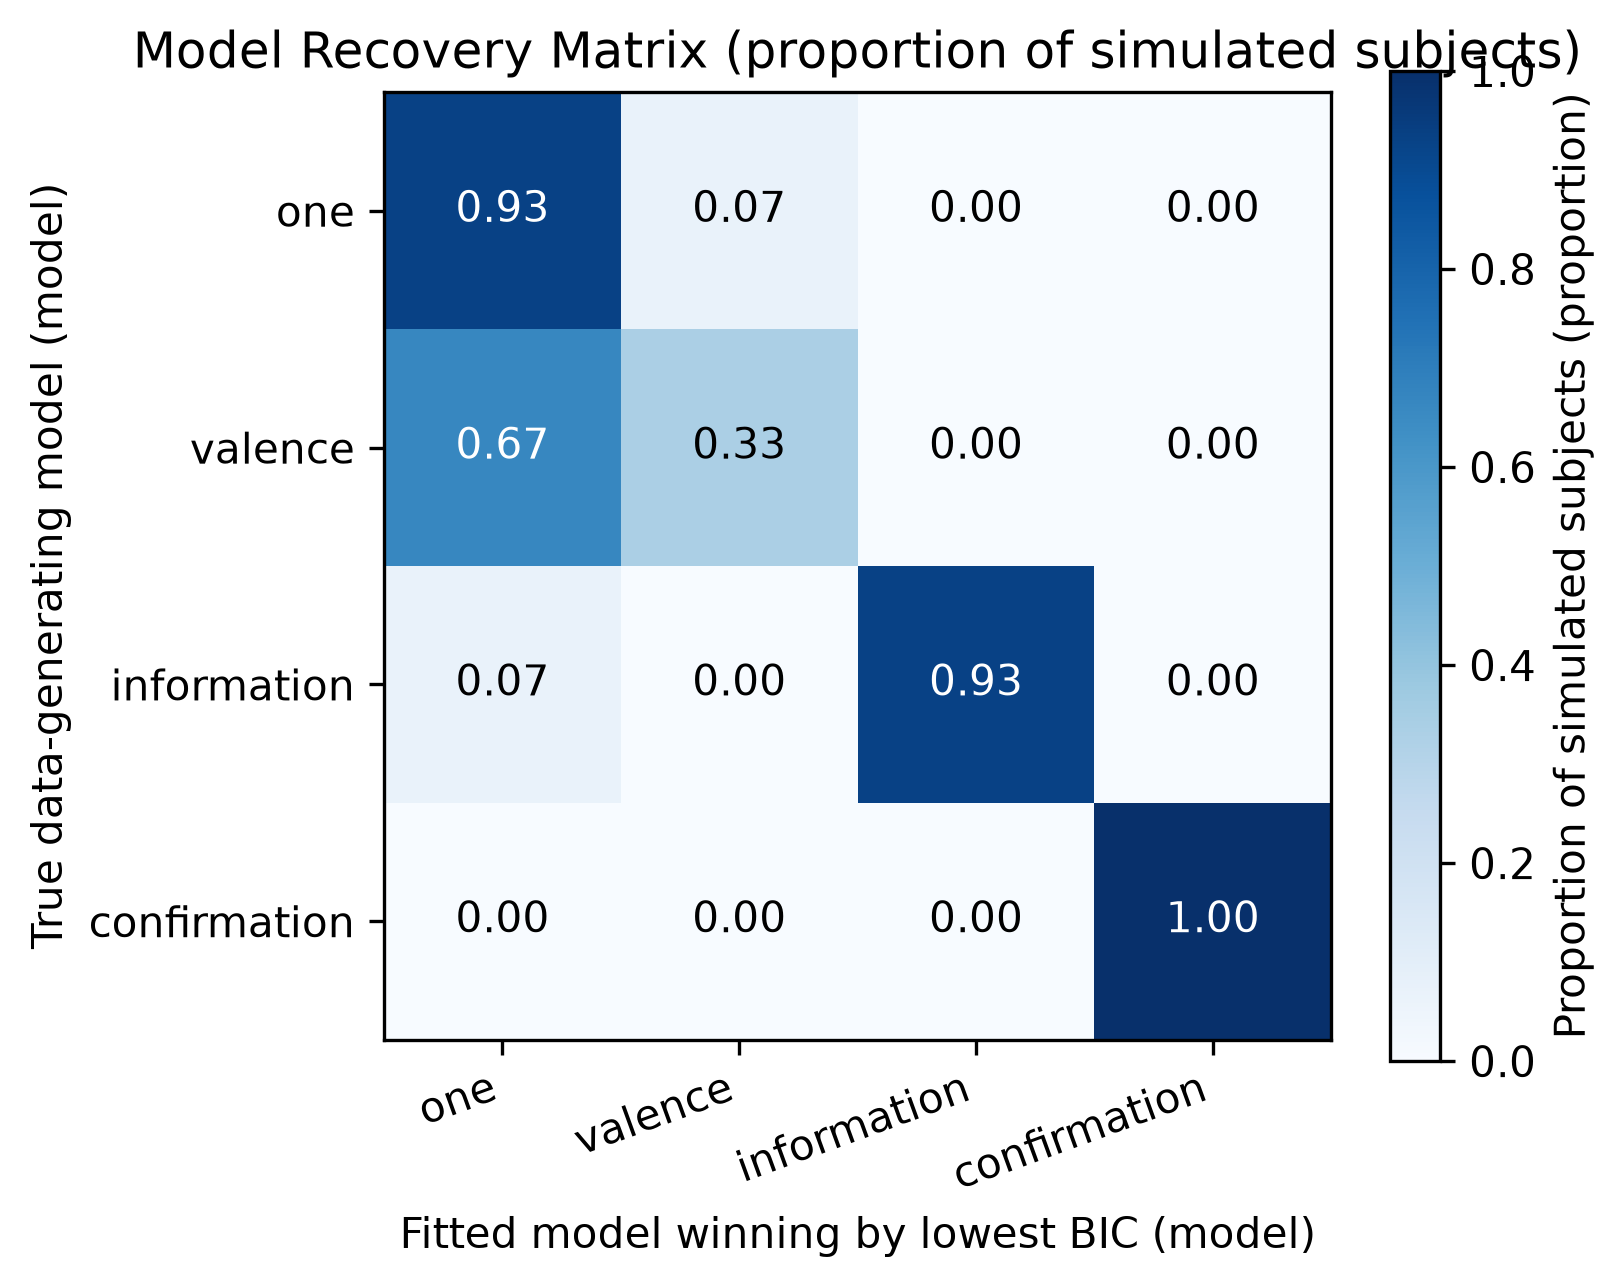 Model Recovery Matrix (proportion of simulated subjects)
True data-generating model (model)
one
0.93 0.07 0.00 0.00
valence
0.67 0.33 0.00 0.00
information
0.07 0.00 0.93 0.00
confirmation
0.00 0.00 0.00 1.00
one
valence
information
confirmation
Fitted model winning by lowest BIC (model)
1.0
0.8
0.6
0.4
0.2
0.0
Proportion of simulated subjects (proportion)